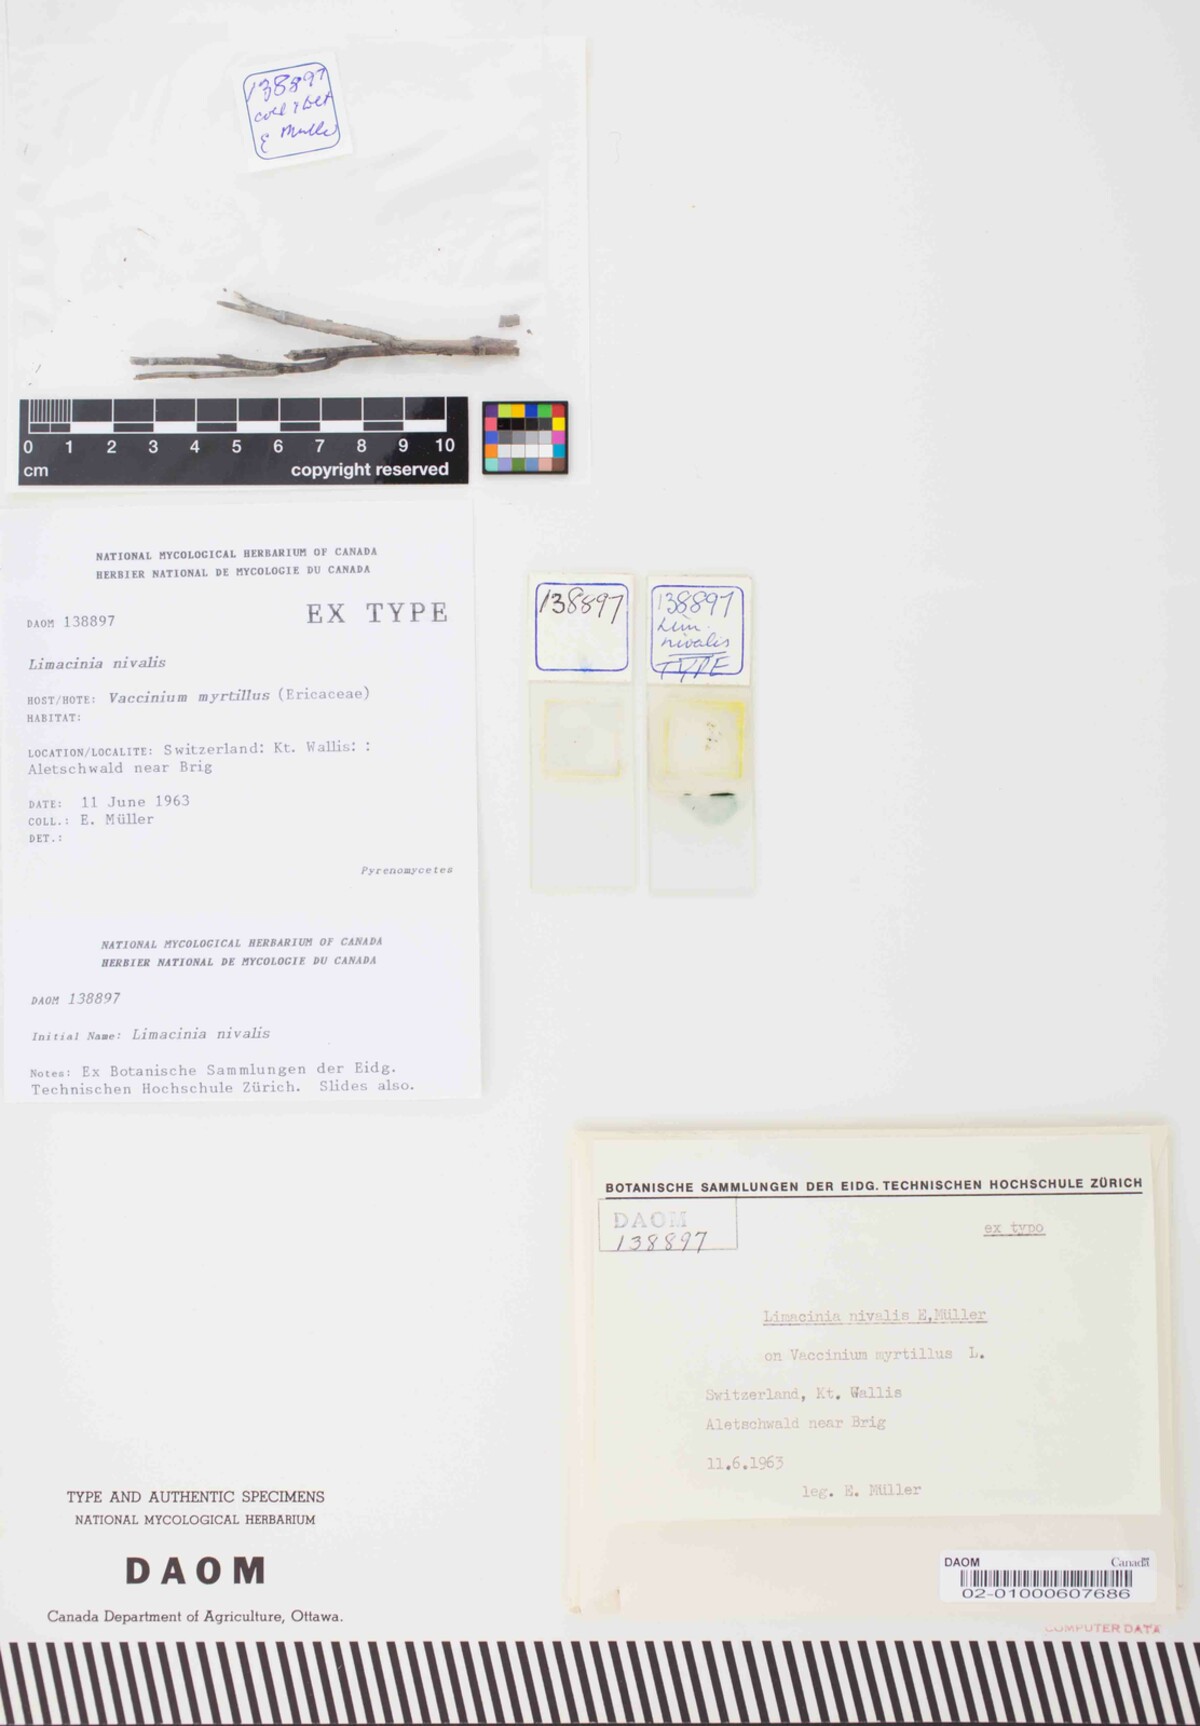 138897
coll & det
E Müller
0 1 2 3 4 5 6 7 8 9 10
cm copyright reserved
NATIONAL MYCOLOGICAL HERBARIUM OF CANADA
HERBIER NATIONAL DE MYCOLOGIE DU CANADA
DAOM 138897 EX TYPE
Limacinia nivalis
HOST/HOTE: Vaccinium myrtillus (Ericaceae)
HABITAT:
LOCATION/LOCALITE: Switzerland: Kt. Wallis: :
Aletschwald near Brig
DATE: 11 June 1963
COLL.: E. Müller
DET.:
Pyrenomycetes
NATIONAL MYCOLOGICAL HERBARIUM OF CANADA
HERBIER NATIONAL DE MYCOLOGIE DU CANADA
DAOM 138897
Initial Name: Limacinia nivalis
Notes: Ex Botanische Sammlungen der Eidg.
Technischen Hochschule Zürich. Slides also.
138897
138897
Lim.
nivalis
TYPE
BOTANISCHE SAMMLUNGEN DER EIDG. TECHNISCHEN HOCHSCHULE ZÜRICH
DAOM
138897
ex typo
Limacinia nivalis E,Müller
on Vaccinium myrtillus L.
Switzerland, Kt. Wallis
Aletschwald near Brig
11.6.1963
leg. E. Müller
DAOM Canada
02-01000607686
COMPUTER DATA
TYPE AND AUTHENTIC SPECIMENS
NATIONAL MYCOLOGICAL HERBARIUM
DAOM
Canada Department of Agriculture, Ottawa.